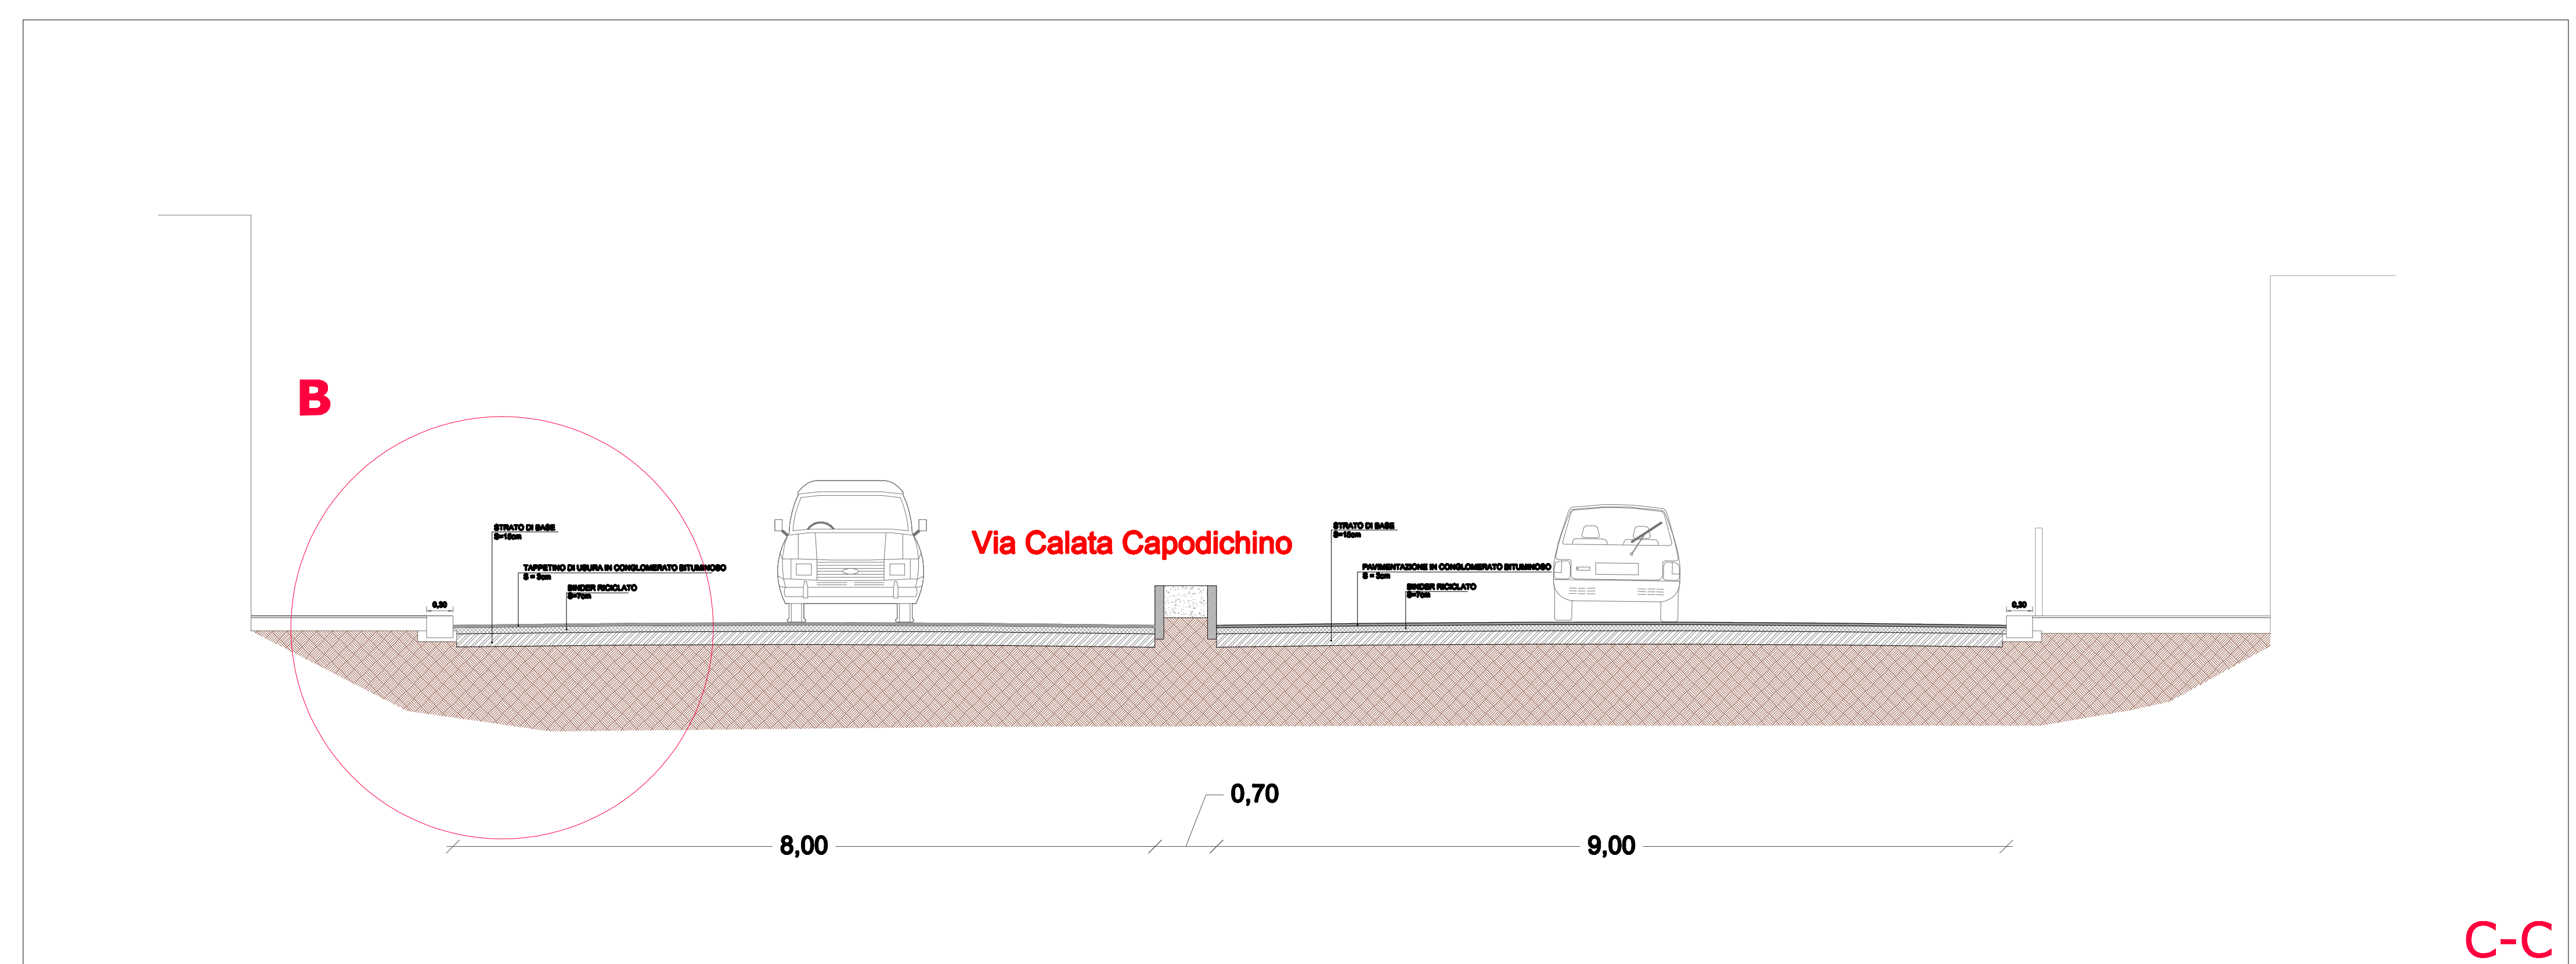 B
STRATO DI BASE
S=15cm
TAPPETINO DI USURA IN CONGLOMERATO BITUMINOSO
S = 3cm
BINDER RICICLATO
S=7cm
0,30
Via Calata Capodichino
STRATO DI BASE
S=15cm
PAVIMENTAZIONE IN CONGLOMERATO BITUMINOSO
S = 3cm
BINDER RICICLATO
S=7cm
0,30
0,70
8,00
9,00
C-C